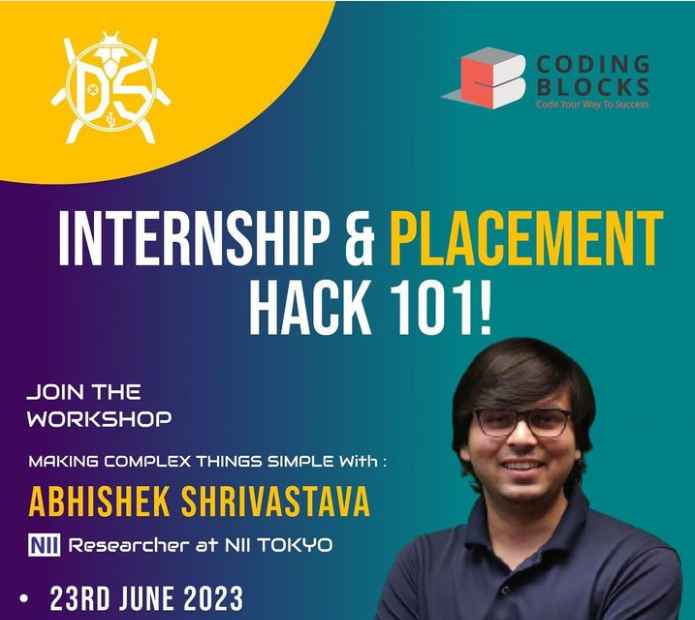 DS
CODING
BLOCKS
Code Your Way To Success
INTERNSHIP & PLACEMENT
HACK 101!
JOIN THE
WORKSHOP
MAKING COMPLEX THINGS SIMPLE With :
ABHISHEK SHRIVASTAVA
NII Researcher at NII TOKYO
• 23RD JUNE 2023